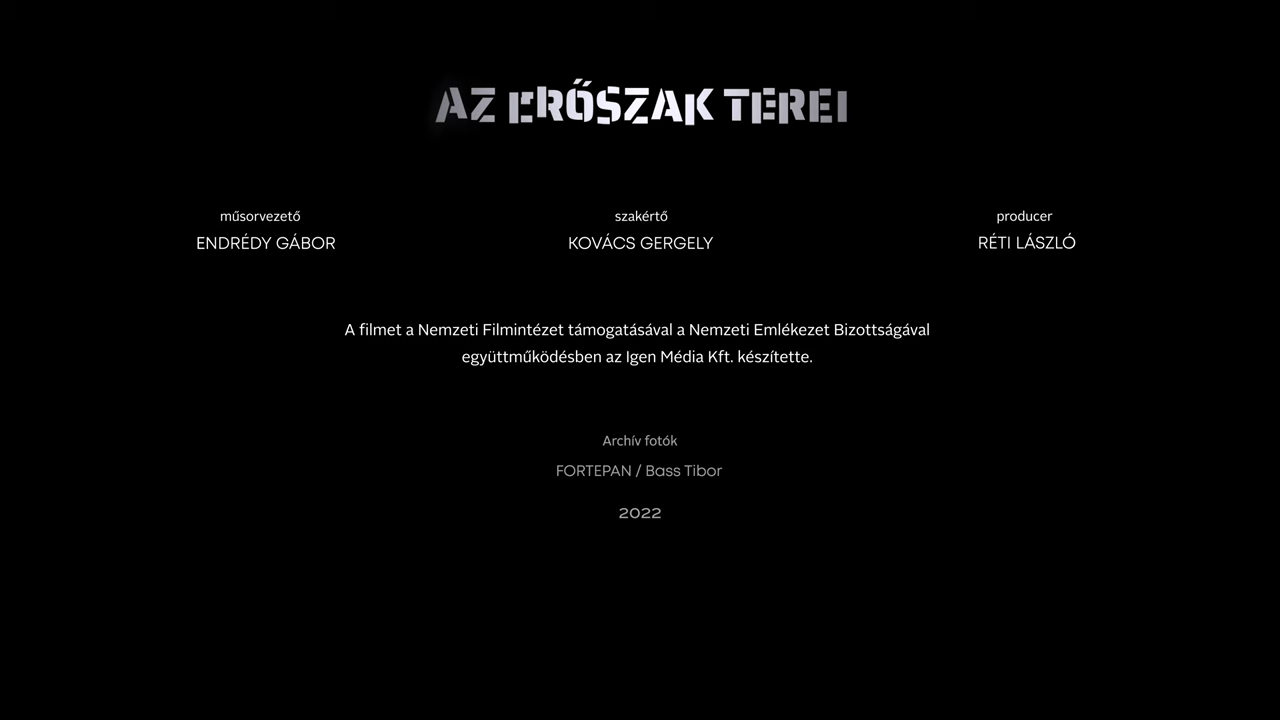 AZ ERŐSZAK TEREI
műsorvezető szakértő producer
ENDRÉDY GÁBOR KOVÁCS GERGELY RÉTI LÁSZLÓ
A filmet a Nemzeti Filmintézet támogatásával a Nemzeti Emlékezet Bizottságával
együttműködésben az Igen Média Kft. készítette.
Archív fotók
FORTEPAN / Bass Tibor
2022